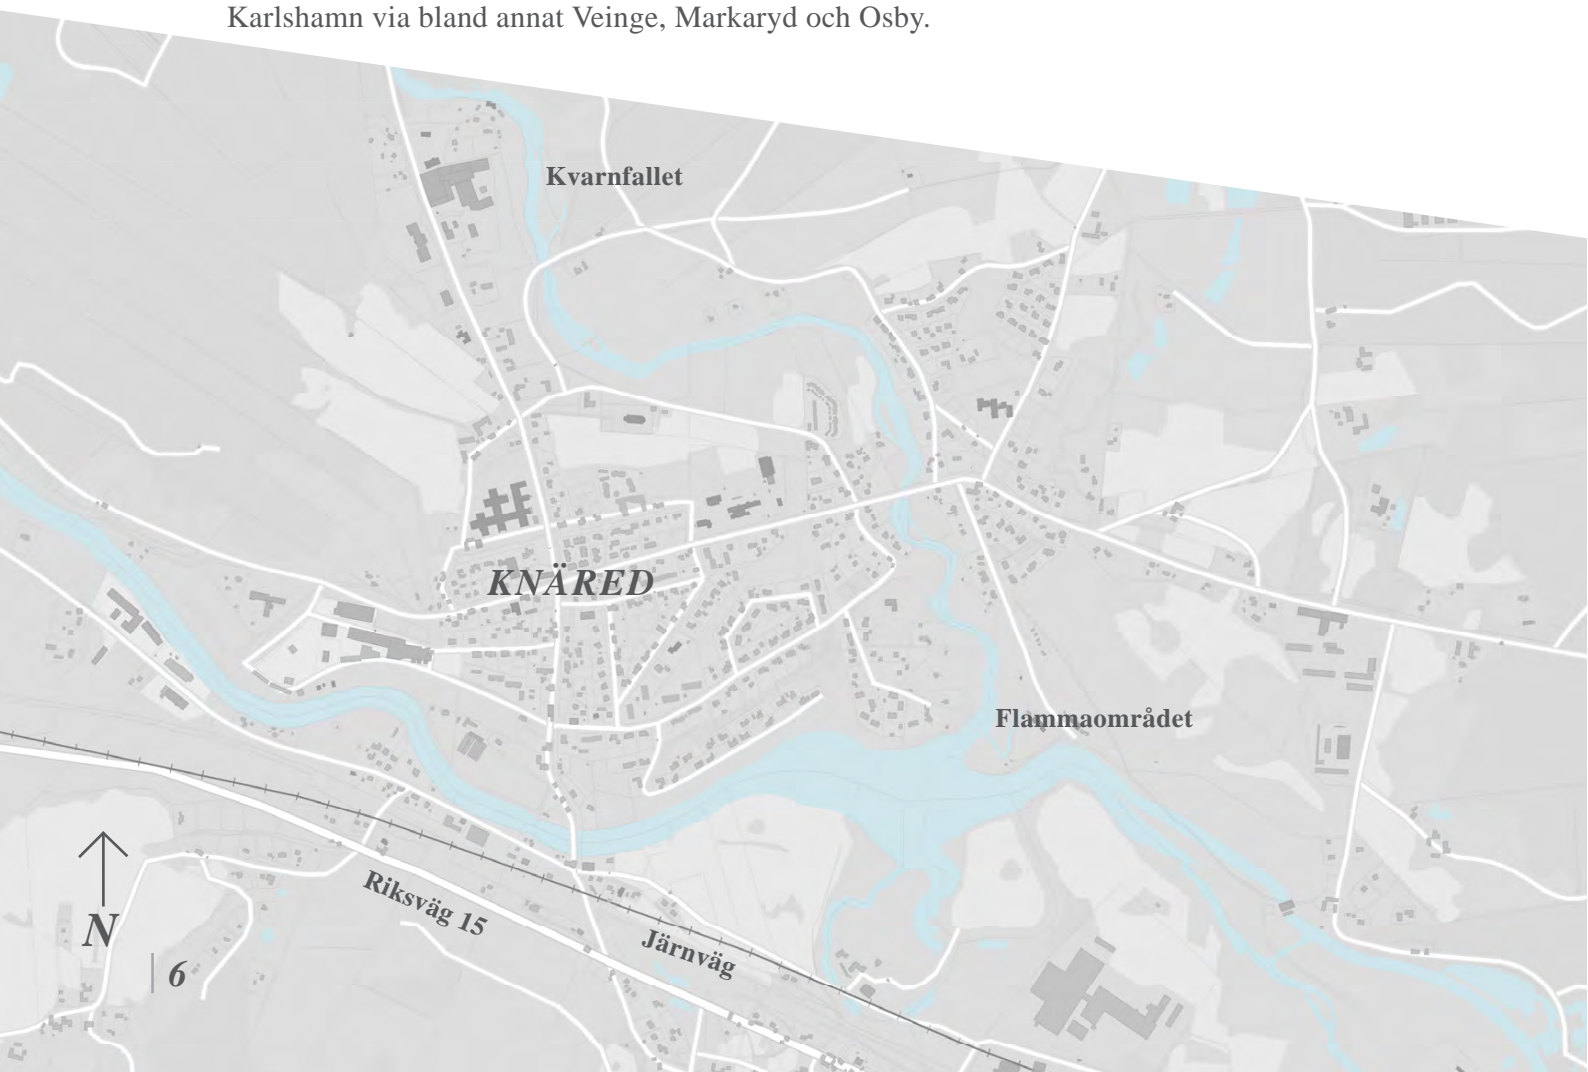 Karlshamn via bland annat Veinge, Markaryd och Osby.
Kvarnfallet
KNÄRED
Flammaområdet
Riksväg 15
Järnväg
N
6